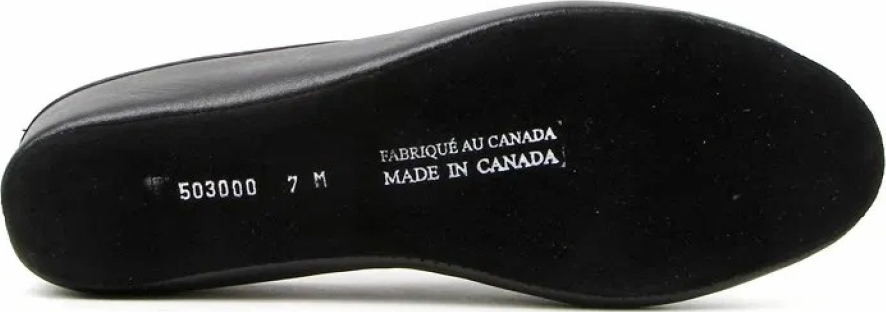 FABRIQUÉ AU CANADA
MADE IN CANADA
503000 7 M